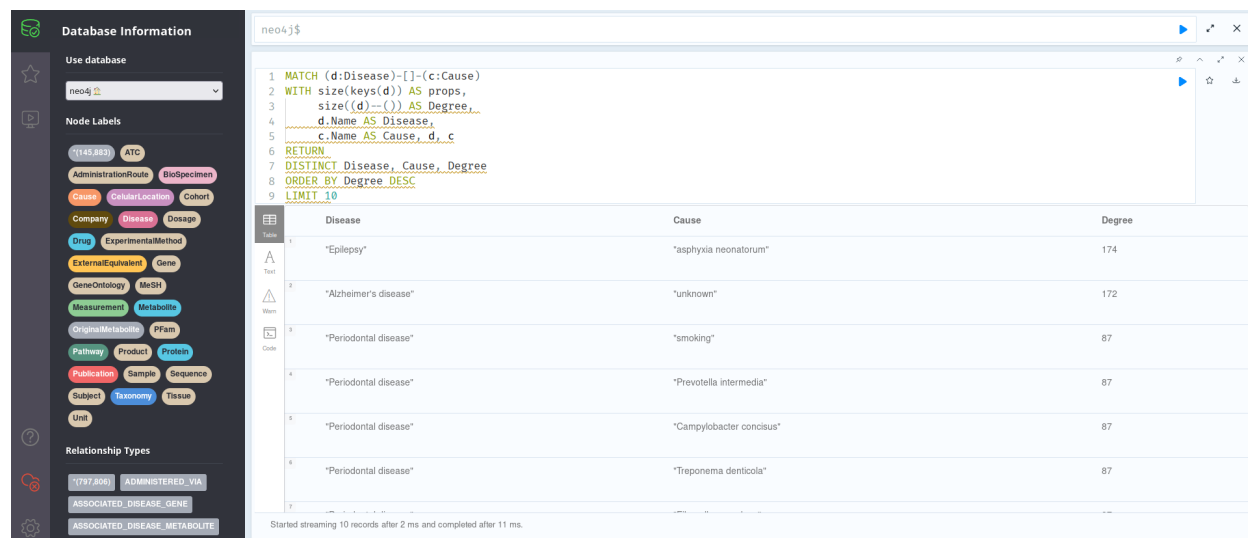 Database Information
Use database
neo4j
Node Labels
*(145,883) ATC
AdministrationRoute BioSpecimen
Cause CelularLocation Cohort
Company Disease Dosage
Drug ExperimentalMethod
ExternalEquivalent Gene
GeneOntology MeSH
Measurement Metabolite
OriginalMetabolite PFam
Pathway Product Protein
Publication Sample Sequence
Subject Taxonomy Tissue
Unit
Relationship Types
*(797,806) ADMINISTERED_VIA
ASSOCIATED_DISEASE_GENE
ASSOCIATED_DISEASE_METABOLITE
neo4j$
1 MATCH (d:Disease)-[]-(c:Cause)
2 WITH size(keys(d)) AS props,
3 size((d)--()) AS Degree,
4 d.Name AS Disease,
5 c.Name AS Cause, d, c
6 RETURN
7 DISTINCT Disease, Cause, Degree
8 ORDER BY Degree DESC
9 LIMIT 10
Table
Text
Warn
Code
Disease Cause Degree
1 "Epilepsy" "asphyxia neonatorum" 174
2 "Alzheimer's disease" "unknown" 172
3 "Periodontal disease" "smoking" 87
4 "Periodontal disease" "Prevotella intermedia" 87
5 "Periodontal disease" "Campylobacter concisus" 87
6 "Periodontal disease" "Treponema denticola" 87
7
Started streaming 10 records after 2 ms and completed after 11 ms.